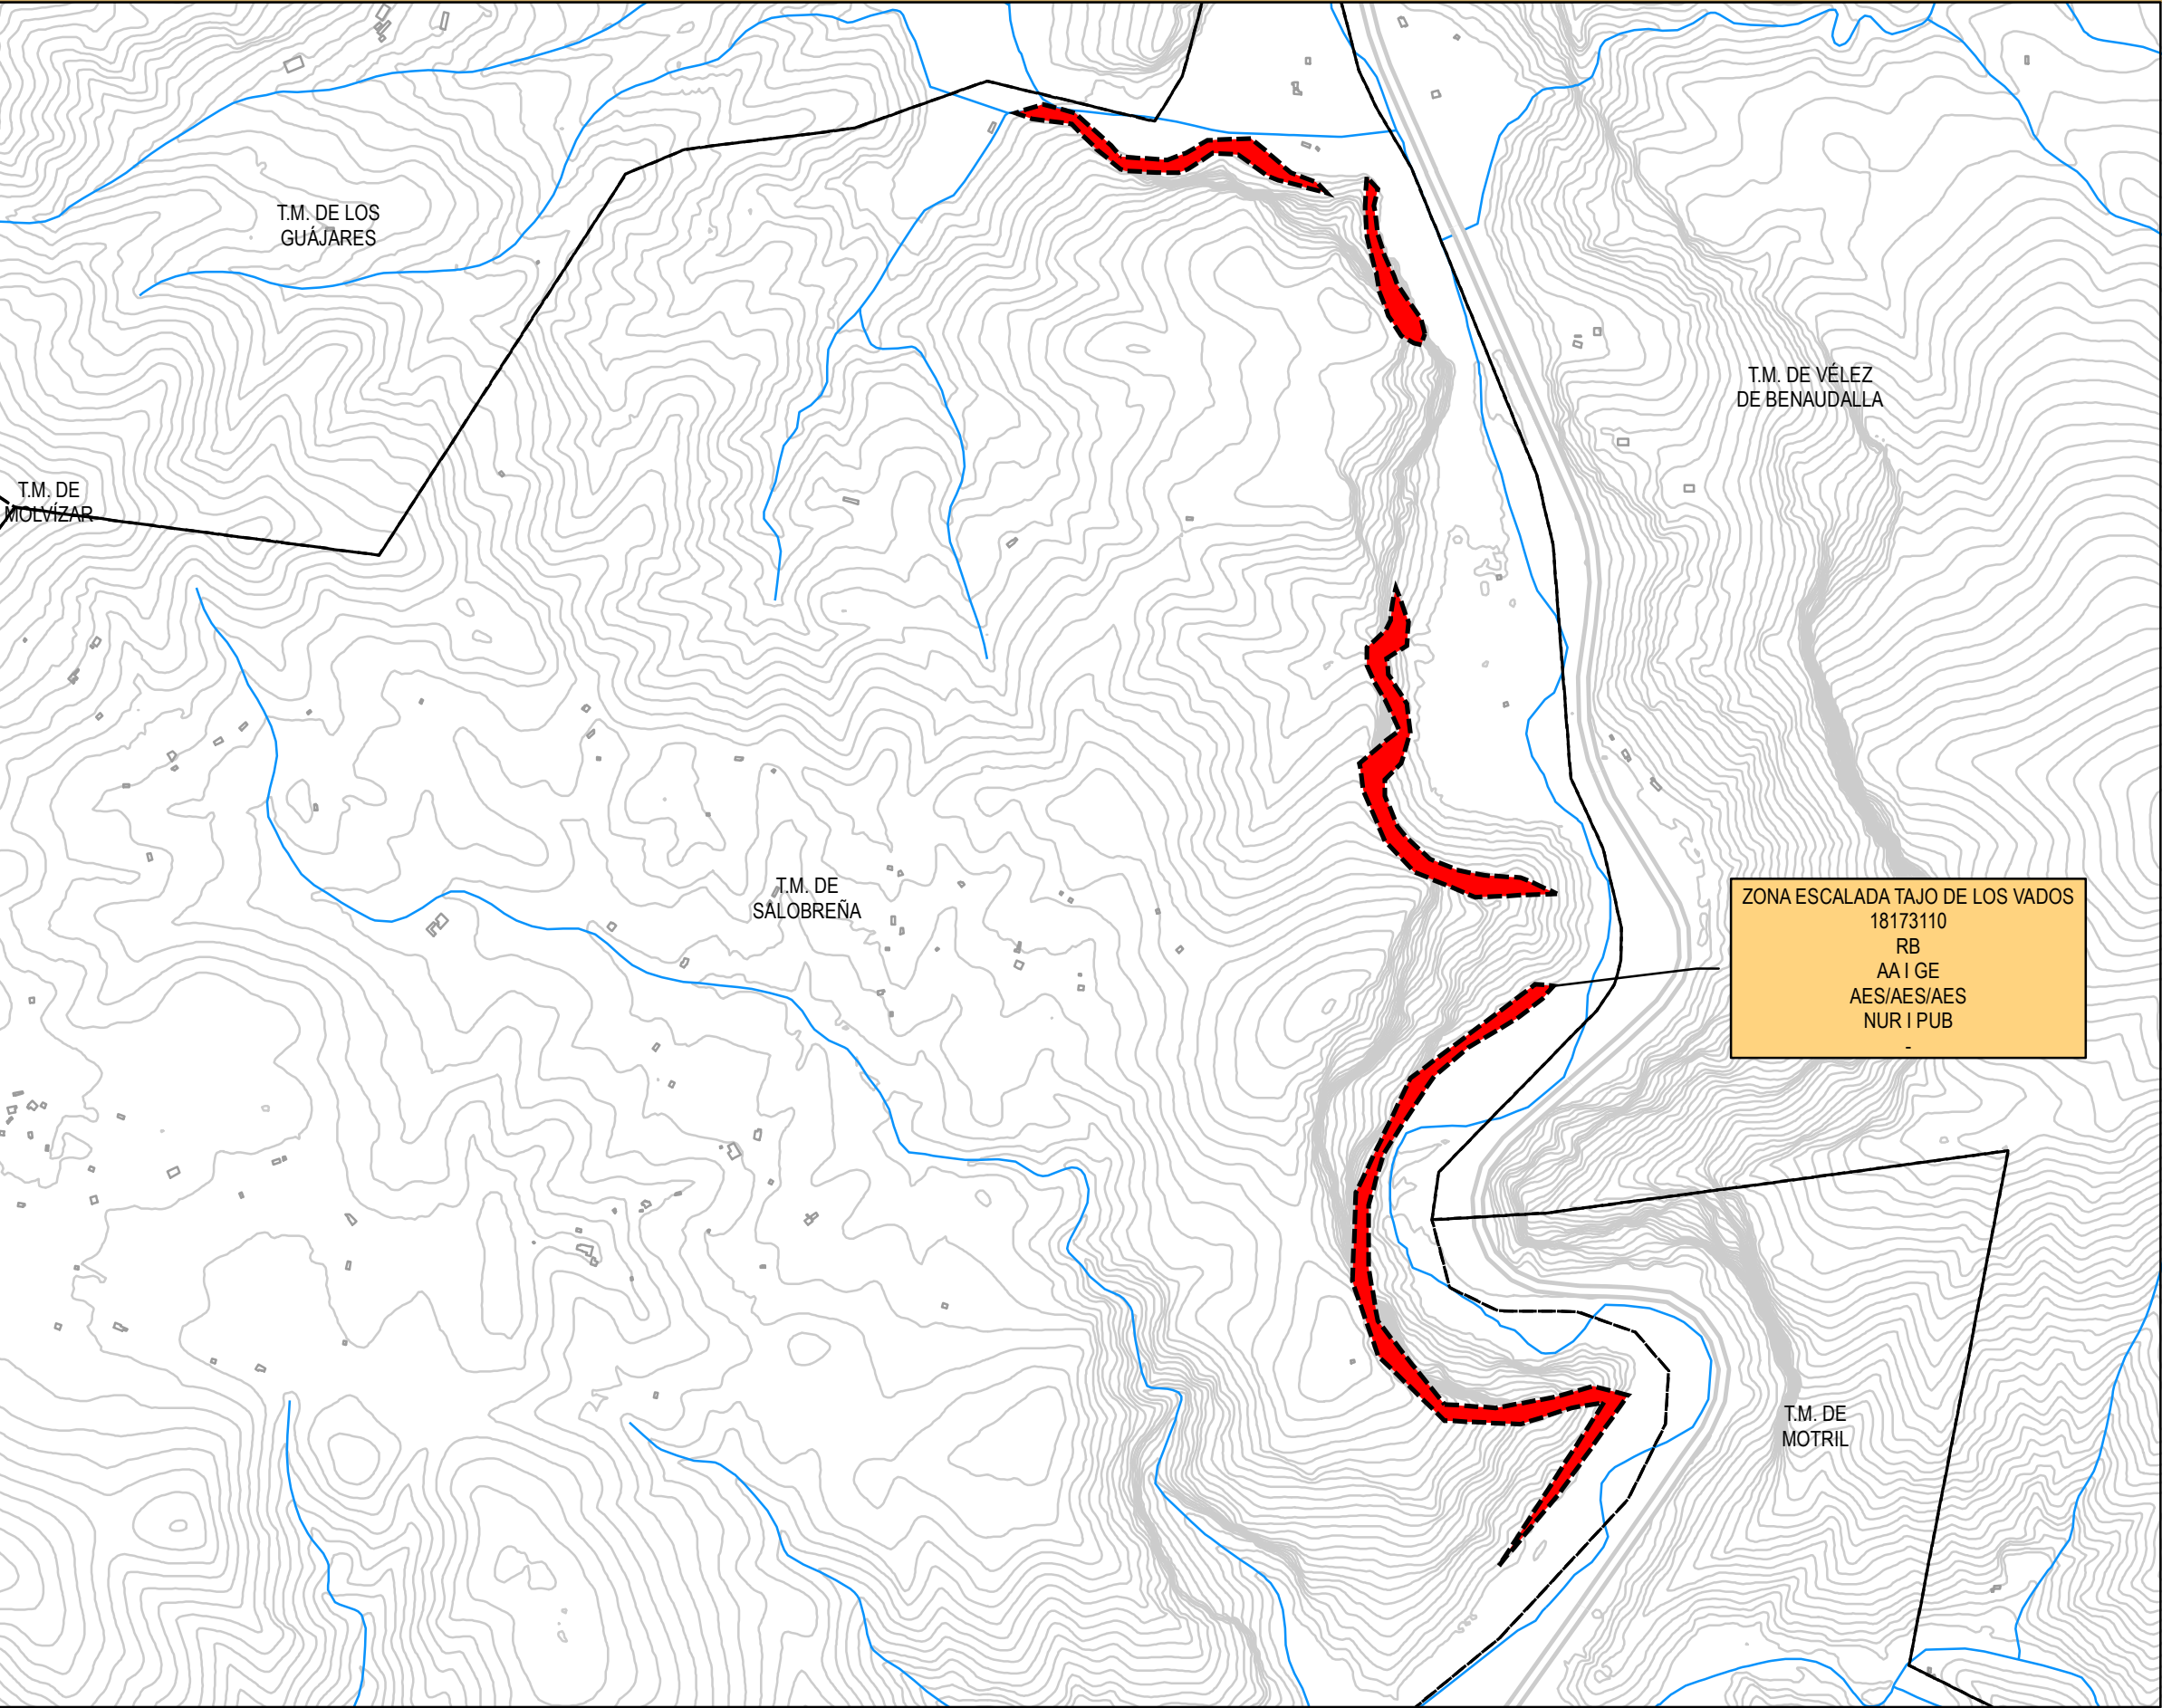 T.M. DE LOS
GUÁJARES
T.M. DE VÉLEZ
DE BENAUDALLA
T.M. DE
MOLVÍZAR
T.M. DE
SALOBREÑA
ZONA ESCALADA TAJO DE LOS VADOS
18173110
RB
AA I GE
AES/AES/AES
NUR I PUB
-
T.M. DE
MOTRIL